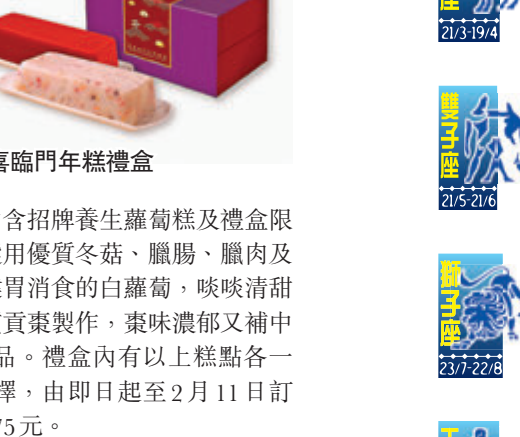 喜臨門年糕禮盒
含招牌養生蘿蔔糕及禮盒限
用優質冬菇、臘腸、臘肉及
胃消食的白蘿蔔，啖啖清甜
貢棗製作，棗味濃郁又補中
品。禮盒內有以上糕點各一
擇，由即日起至2月11日訂
75元。
座
21/3-19/4
雙子座
21/5-21/6
獅子座
23/7-22/8